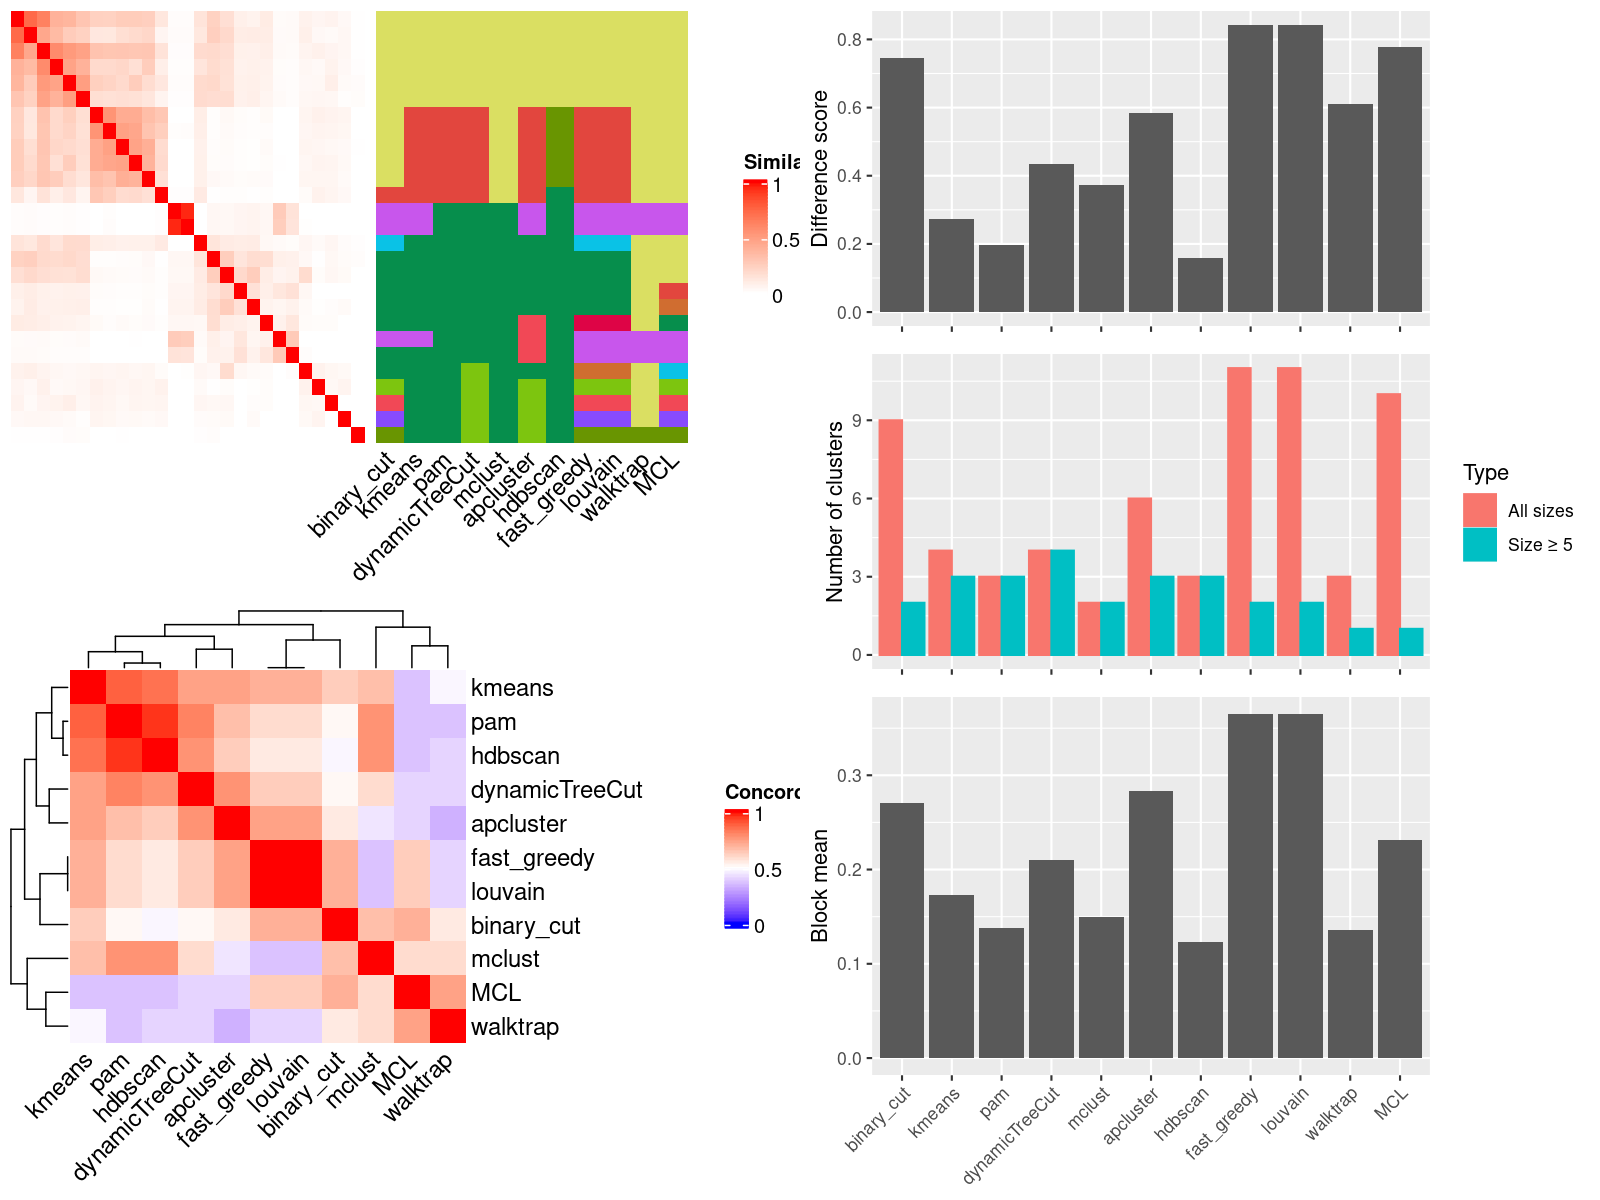 Simila
1
0.5
0
binary_cut
kmeans
pam
dynamicTreeCut
mclust
apcluster
hdbscan
fast_greedy
louvain
walktrap
MCL
Difference score
0.8
0.6
0.4
0.2
0.0
Number of clusters
9
6
3
0
Type
All sizes
Size ≥ 5
kmeans
pam
hdbscan
dynamicTreeCut
apcluster
fast_greedy
louvain
binary_cut
mclust
MCL
walktrap
kmeans
pam
hdbscan
dynamicTreeCut
apcluster
fast_greedy
louvain
binary_cut
mclust
MCL
walktrap
Concord
1
0.5
0
Block mean
0.3
0.2
0.1
0.0
binary_cut
kmeans
pam
dynamicTreeCut
mclust
apcluster
hdbscan
fast_greedy
louvain
walktrap
MCL